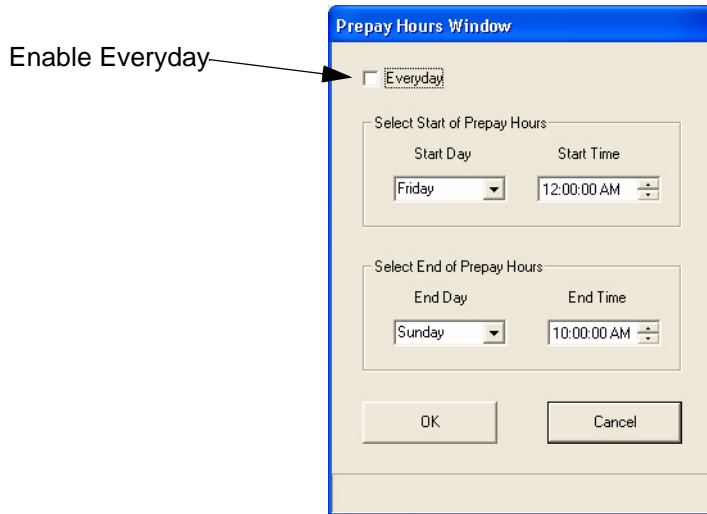 Prepay Hours Window
Enable Everyday
Everyday
Select Start of Prepay Hours
Start Day Start Time
Friday 12:00:00 AM
Select End of Prepay Hours
End Day End Time
Sunday 10:00:00 AM
OK Cancel